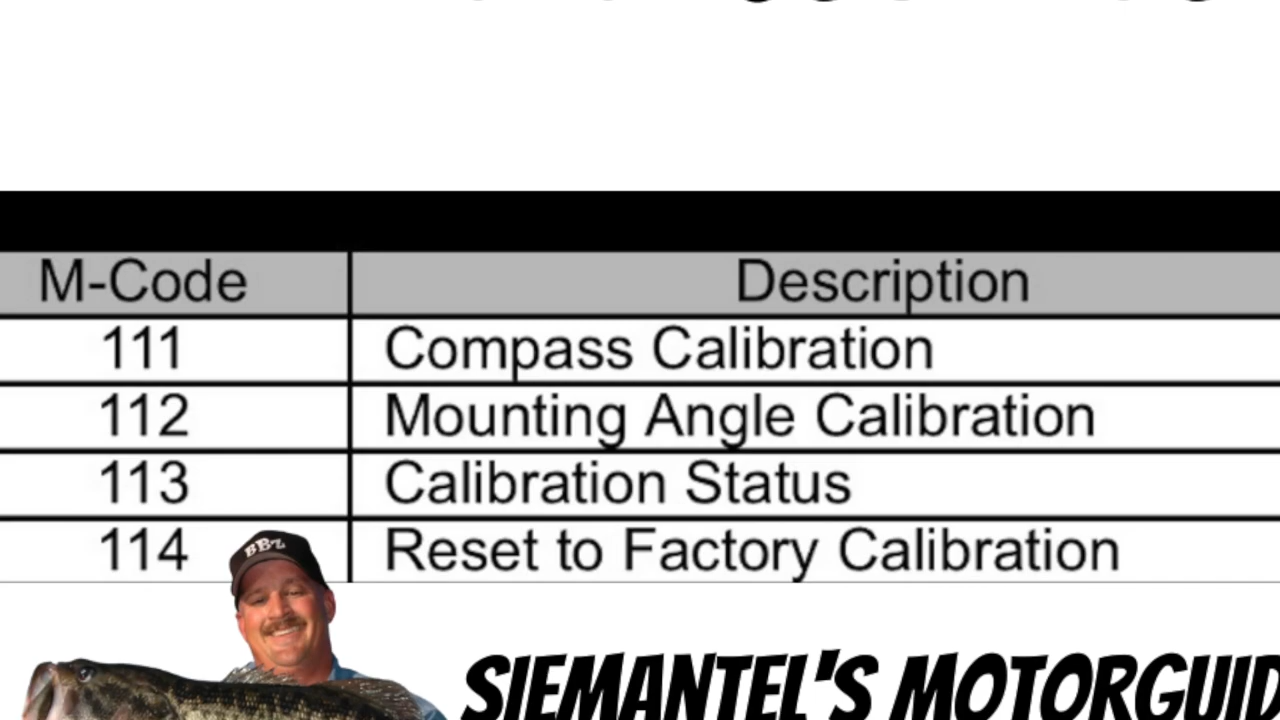 M-Code Description
111 Compass Calibration
112 Mounting Angle Calibration
113 Calibration Status
114 Reset to Factory Calibration
BBZ
SIEMANTEL'S MOTORGUID